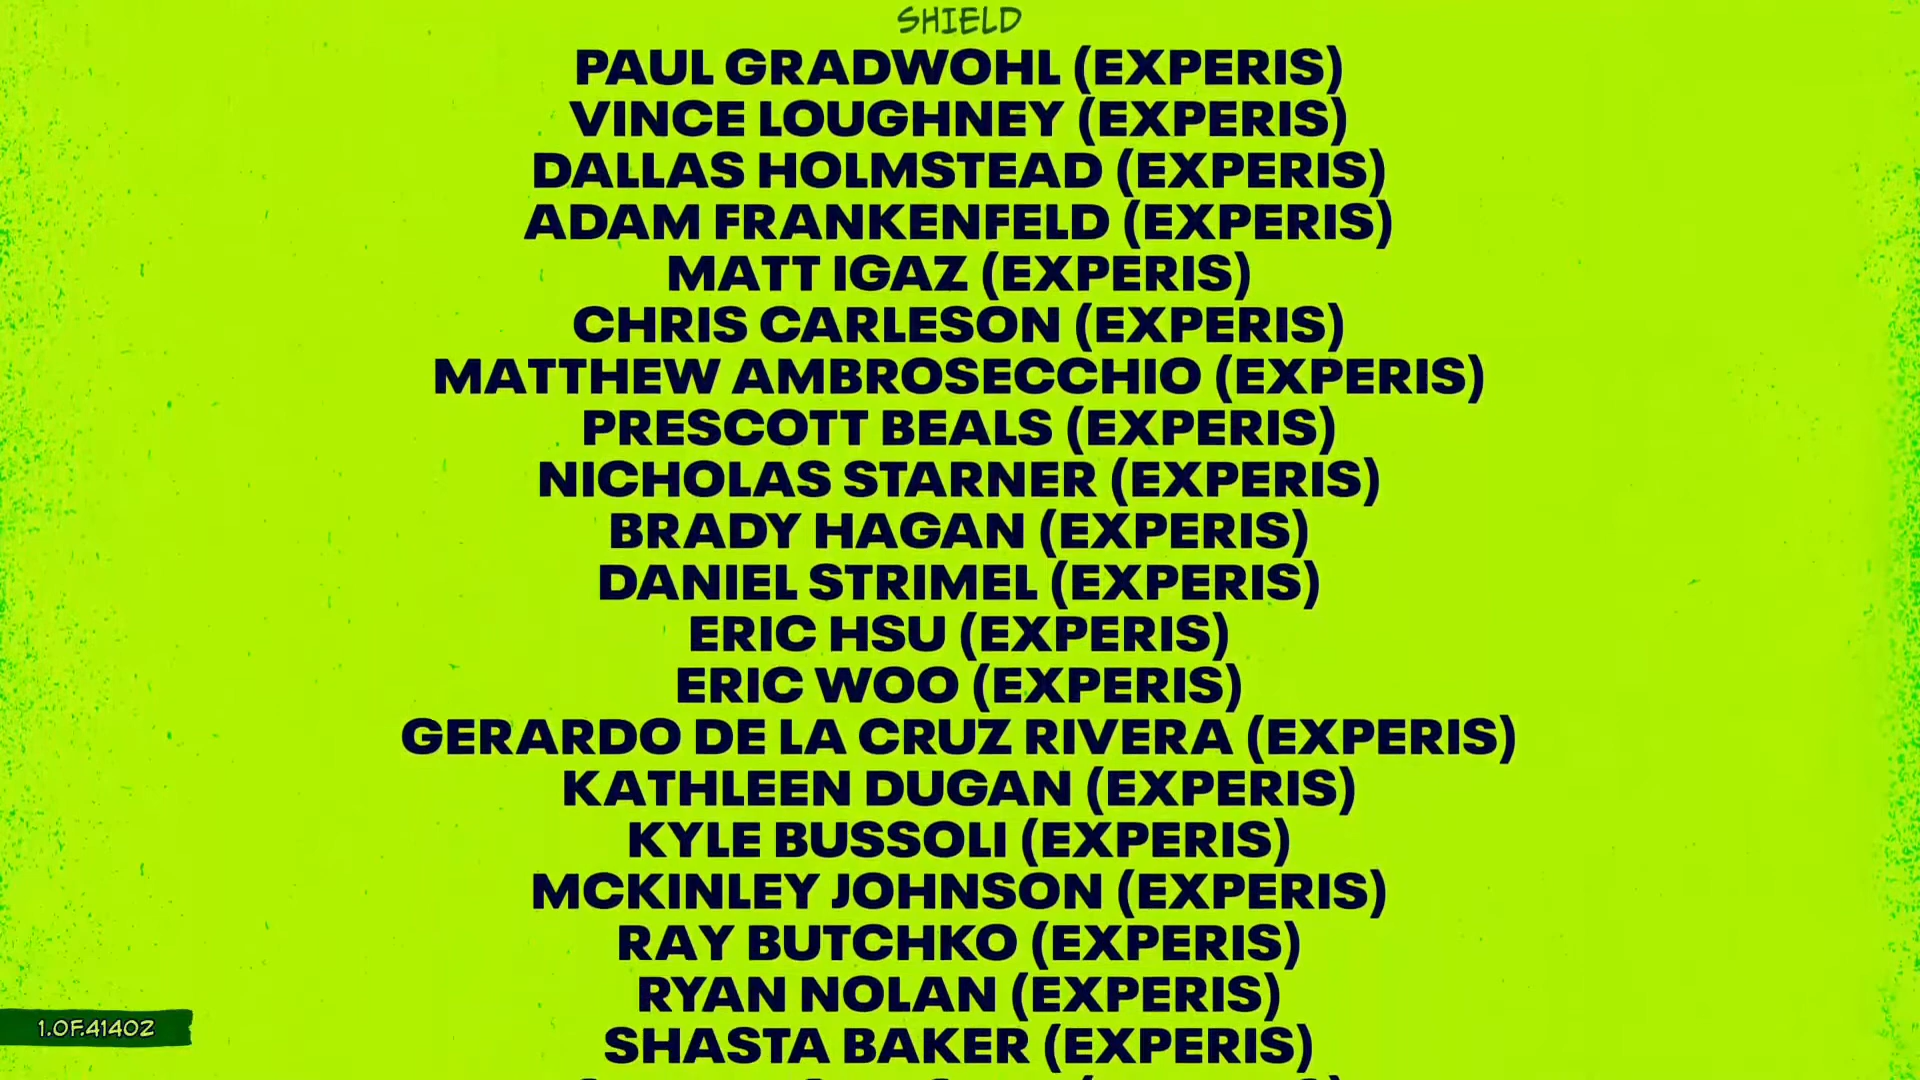 SHIELD
PAUL GRADWOHL (EXPERIS)
VINCE LOUGHNEY (EXPERIS)
DALLAS HOLMSTEAD (EXPERIS)
ADAM FRANKENFELD (EXPERIS)
MATT IGAZ (EXPERIS)
CHRIS CARLESON (EXPERIS)
MATTHEW AMBROSECCHIO (EXPERIS)
PRESCOTT BEALS (EXPERIS)
NICHOLAS STARNER (EXPERIS)
BRADY HAGAN (EXPERIS)
DANIEL STRIMEL (EXPERIS)
ERIC HSU (EXPERIS)
ERIC WOO (EXPERIS)
GERARDO DE LA CRUZ RIVERA (EXPERIS)
KATHLEEN DUGAN (EXPERIS)
KYLE BUSSOLI (EXPERIS)
MCKINLEY JOHNSON (EXPERIS)
RAY BUTCHKO (EXPERIS)
RYAN NOLAN (EXPERIS)
SHASTA BAKER (EXPERIS)
1.0F.41402